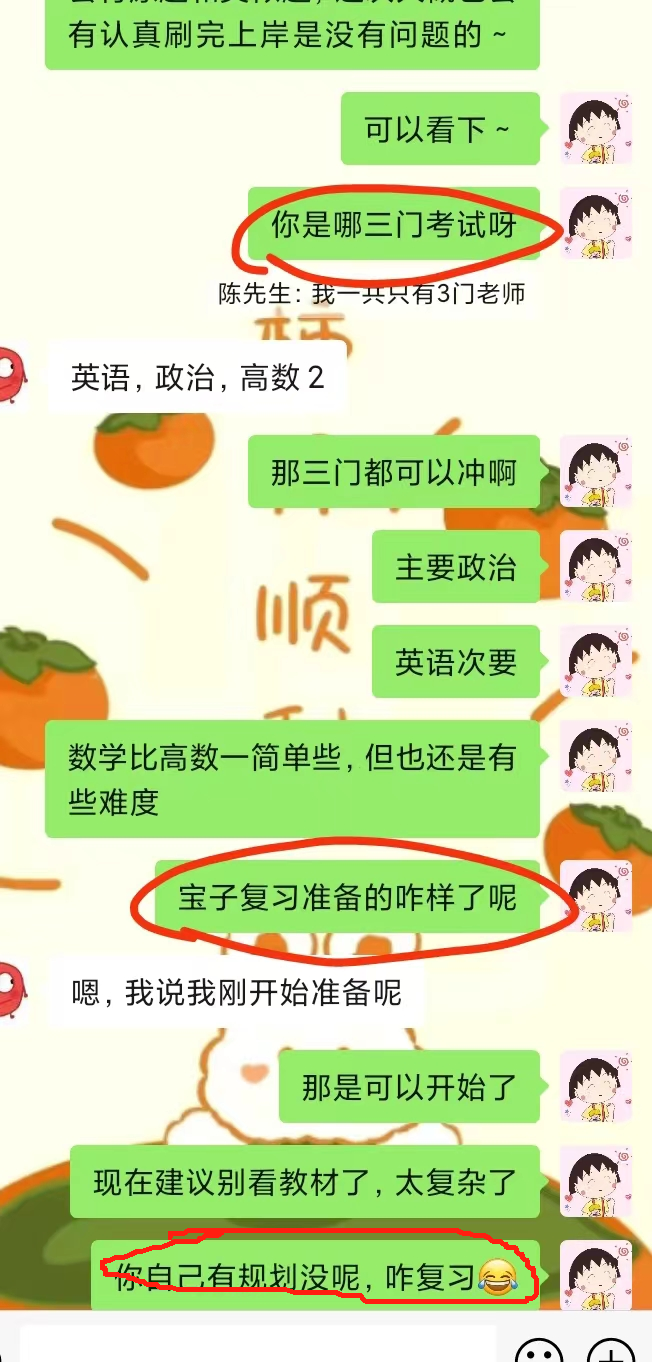 有认真刷完上岸是没有问题的~
可以看下~
你是哪三门考试呀
陈先生: 我一共只有3门老师
英语, 政治, 高数2
那三门都可以冲啊
主要政治
顺
英语次要
数学比高数一简单些, 但也还是有
些难度
宝子复习准备的咋样了呢
嗯, 我说我刚开始准备呢
那是可以开始了
现在建议别看教材了, 太复杂了
你自己有规划没呢, 咋复习😂